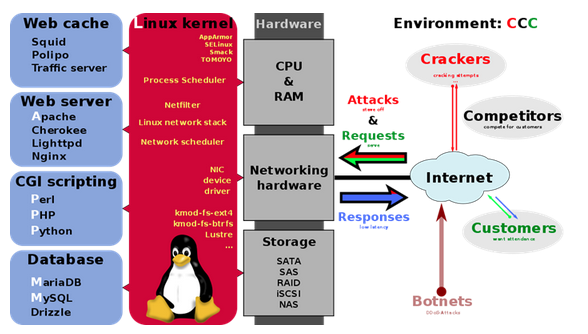 Web cache
Squid
Polipo
Traffic server
Web server
Apache
Cherokee
Lighttpd
Nginx
CGI scripting
Perl
PHP
Python
Database
MariaDB
MySQL
Drizzle
Linux kernel
AppArmor
SELinux
Smack
TOMOYO
Process Scheduler
Netfilter
Linux network stack
Network scheduler
NIC
device
driver
kmod-fs-ext4
kmod-fs-btrfs
Lustre
...
Hardware
CPU
&
RAM
Networking
hardware
Storage
SATA
SAS
RAID
iSCSI
NAS
Attacks
stave off
&
Requests
serve
Responses
low latency
Environment: CCC
Crackers
cracking attempts
...
Competitors
compete for customers
Internet
Customers
want attendance
Botnets
DDoS-Attacks